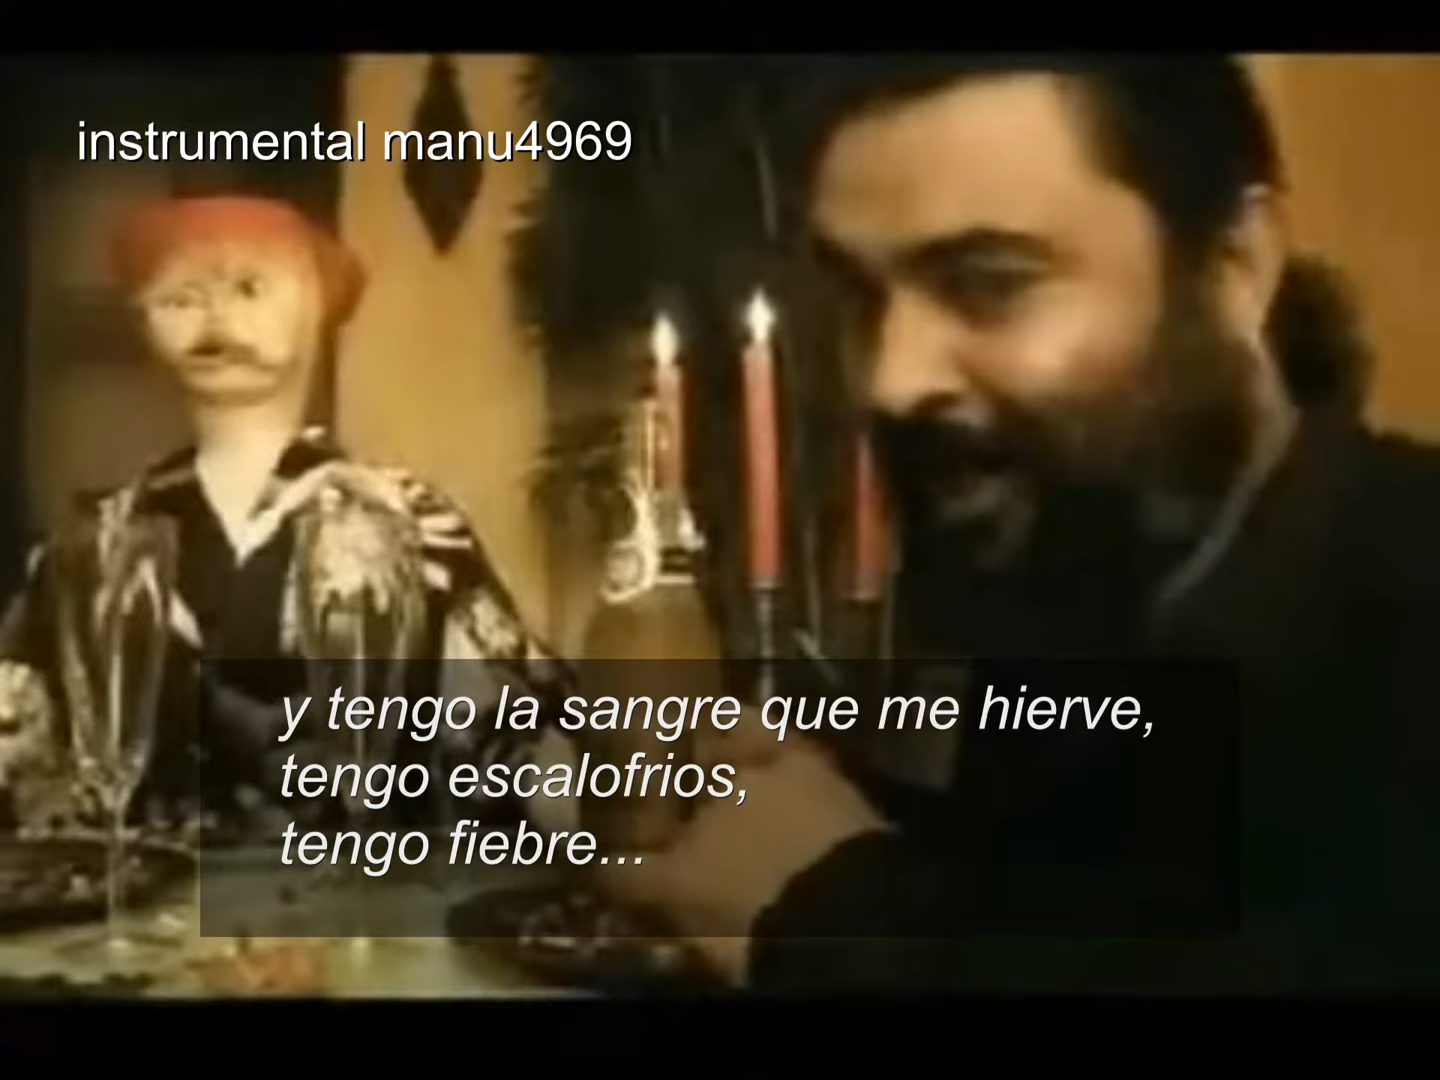 instrumental manu4969
y tengo la sangre que me hierve,
tengo escalofrios,
tengo fiebre...